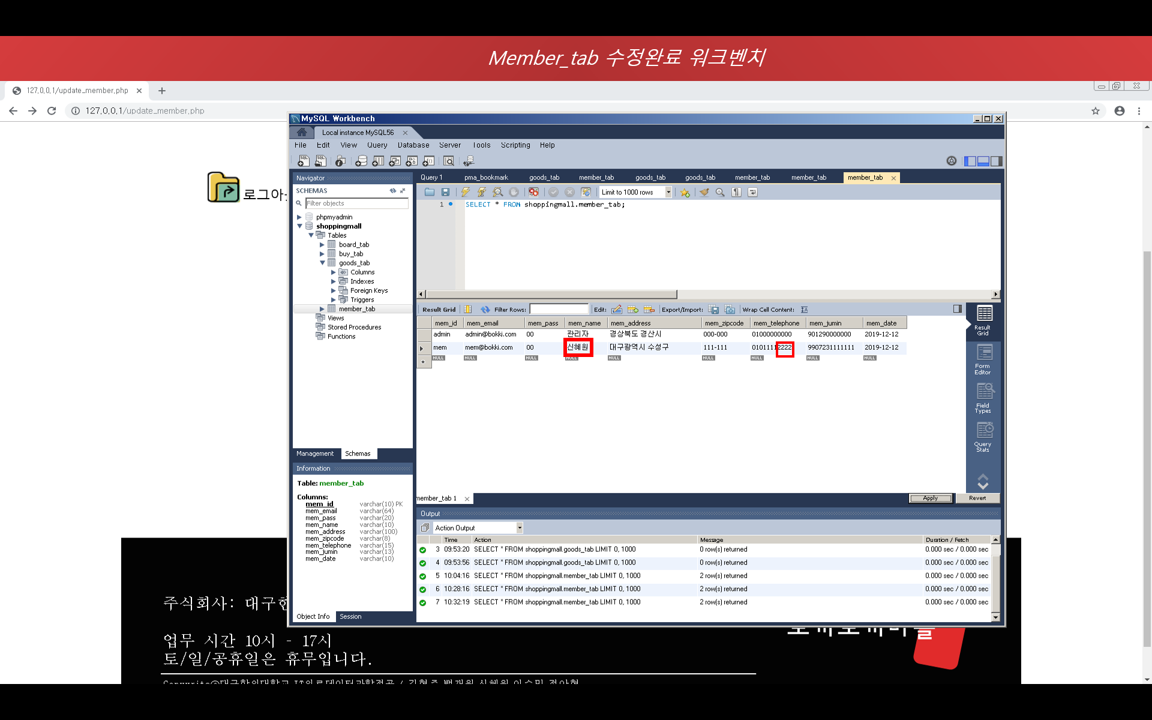 Member_tab 수정완료 워크벤치
127.0.0.1/update_member.php
127.0.0.1/update_member.php
로그아
MySQL Workbench
Local instance MySQL56
File Edit View Query Database Server Tools Scripting Help
Navigator
SCHEMAS
Filter objects
phpmyadmin
shoppingmall
Tables
board_tab
buy_tab
goods_tab
Columns
Indexes
Foreign Keys
Triggers
member_tab
Views
Stored Procedures
Functions
Management Schemas
Information
Table: member_tab
Columns:
mem_id varchar(10) PK
mem_email varchar(64)
mem_pass varchar(20)
mem_name varchar(10)
mem_address varchar(100)
mem_zipcode varchar(8)
mem_telephone varchar(15)
mem_jumin varchar(13)
mem_date varchar(10)
Object Info Session
Query 1 pma_bookmark goods_tab member_tab goods_tab goods_tab member_tab member_tab member_tab
Limit to 1000 rows
1 SELECT * FROM shoppingmall.member_tab;
Result Grid Filter Rows: Edit: Export/Import: Wrap Cell Content:
mem_id mem_email mem_pass mem_name mem_address mem_zipcode mem_telephone mem_jumin mem_date
admin admin@bokki.com 00 관리자 경상북도 경산시 000-000 01000000000 901290000000 2019-12-12
mem mem@bokki.com 00 신혜원 대구광역시 수성구 111-111 01011112222 9907231111111 2019-12-12
NULL NULL NULL NULL NULL NULL NULL NULL NULL
Result Grid
Form Editor
Field Types
Query Stats
member_tab 1
Apply Revert
Output
Action Output
Time Action Message Duration / Fetch
3 09:53:20 SELECT * FROM shoppingmall.goods_tab LIMIT 0, 1000 0 row(s) returned 0.000 sec / 0.000 sec
4 09:53:56 SELECT * FROM shoppingmall.goods_tab LIMIT 0, 1000 0 row(s) returned 0.000 sec / 0.000 sec
5 10:04:16 SELECT * FROM shoppingmall.member_tab LIMIT 0, 1000 2 row(s) returned 0.000 sec / 0.000 sec
6 10:28:16 SELECT * FROM shoppingmall.member_tab LIMIT 0, 1000 2 row(s) returned 0.000 sec / 0.000 sec
7 10:32:19 SELECT * FROM shoppingmall.member_tab LIMIT 0, 1000 2 row(s) returned 0.000 sec / 0.000 sec
주식회사: 대구한
업무 시간 10시 - 17시
토/일/공휴일은 휴무입니다.